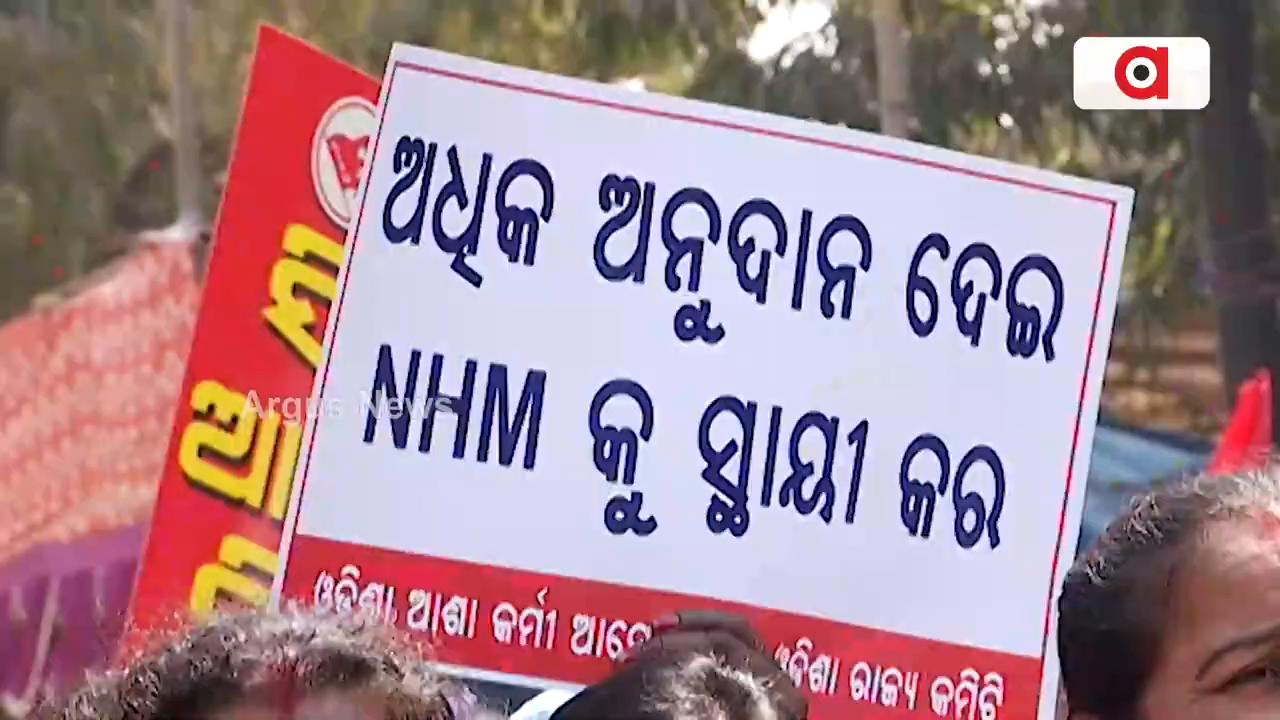 ଅଧିକ ଅନୁଦାନ ଦେଇ
NHM କୁ ସ୍ଥାୟୀ କର
ଓଡିଶା ଆଶା କର୍ମୀ ଓଡିଶା ରାଜ୍ୟ କମିଟି
Argus News